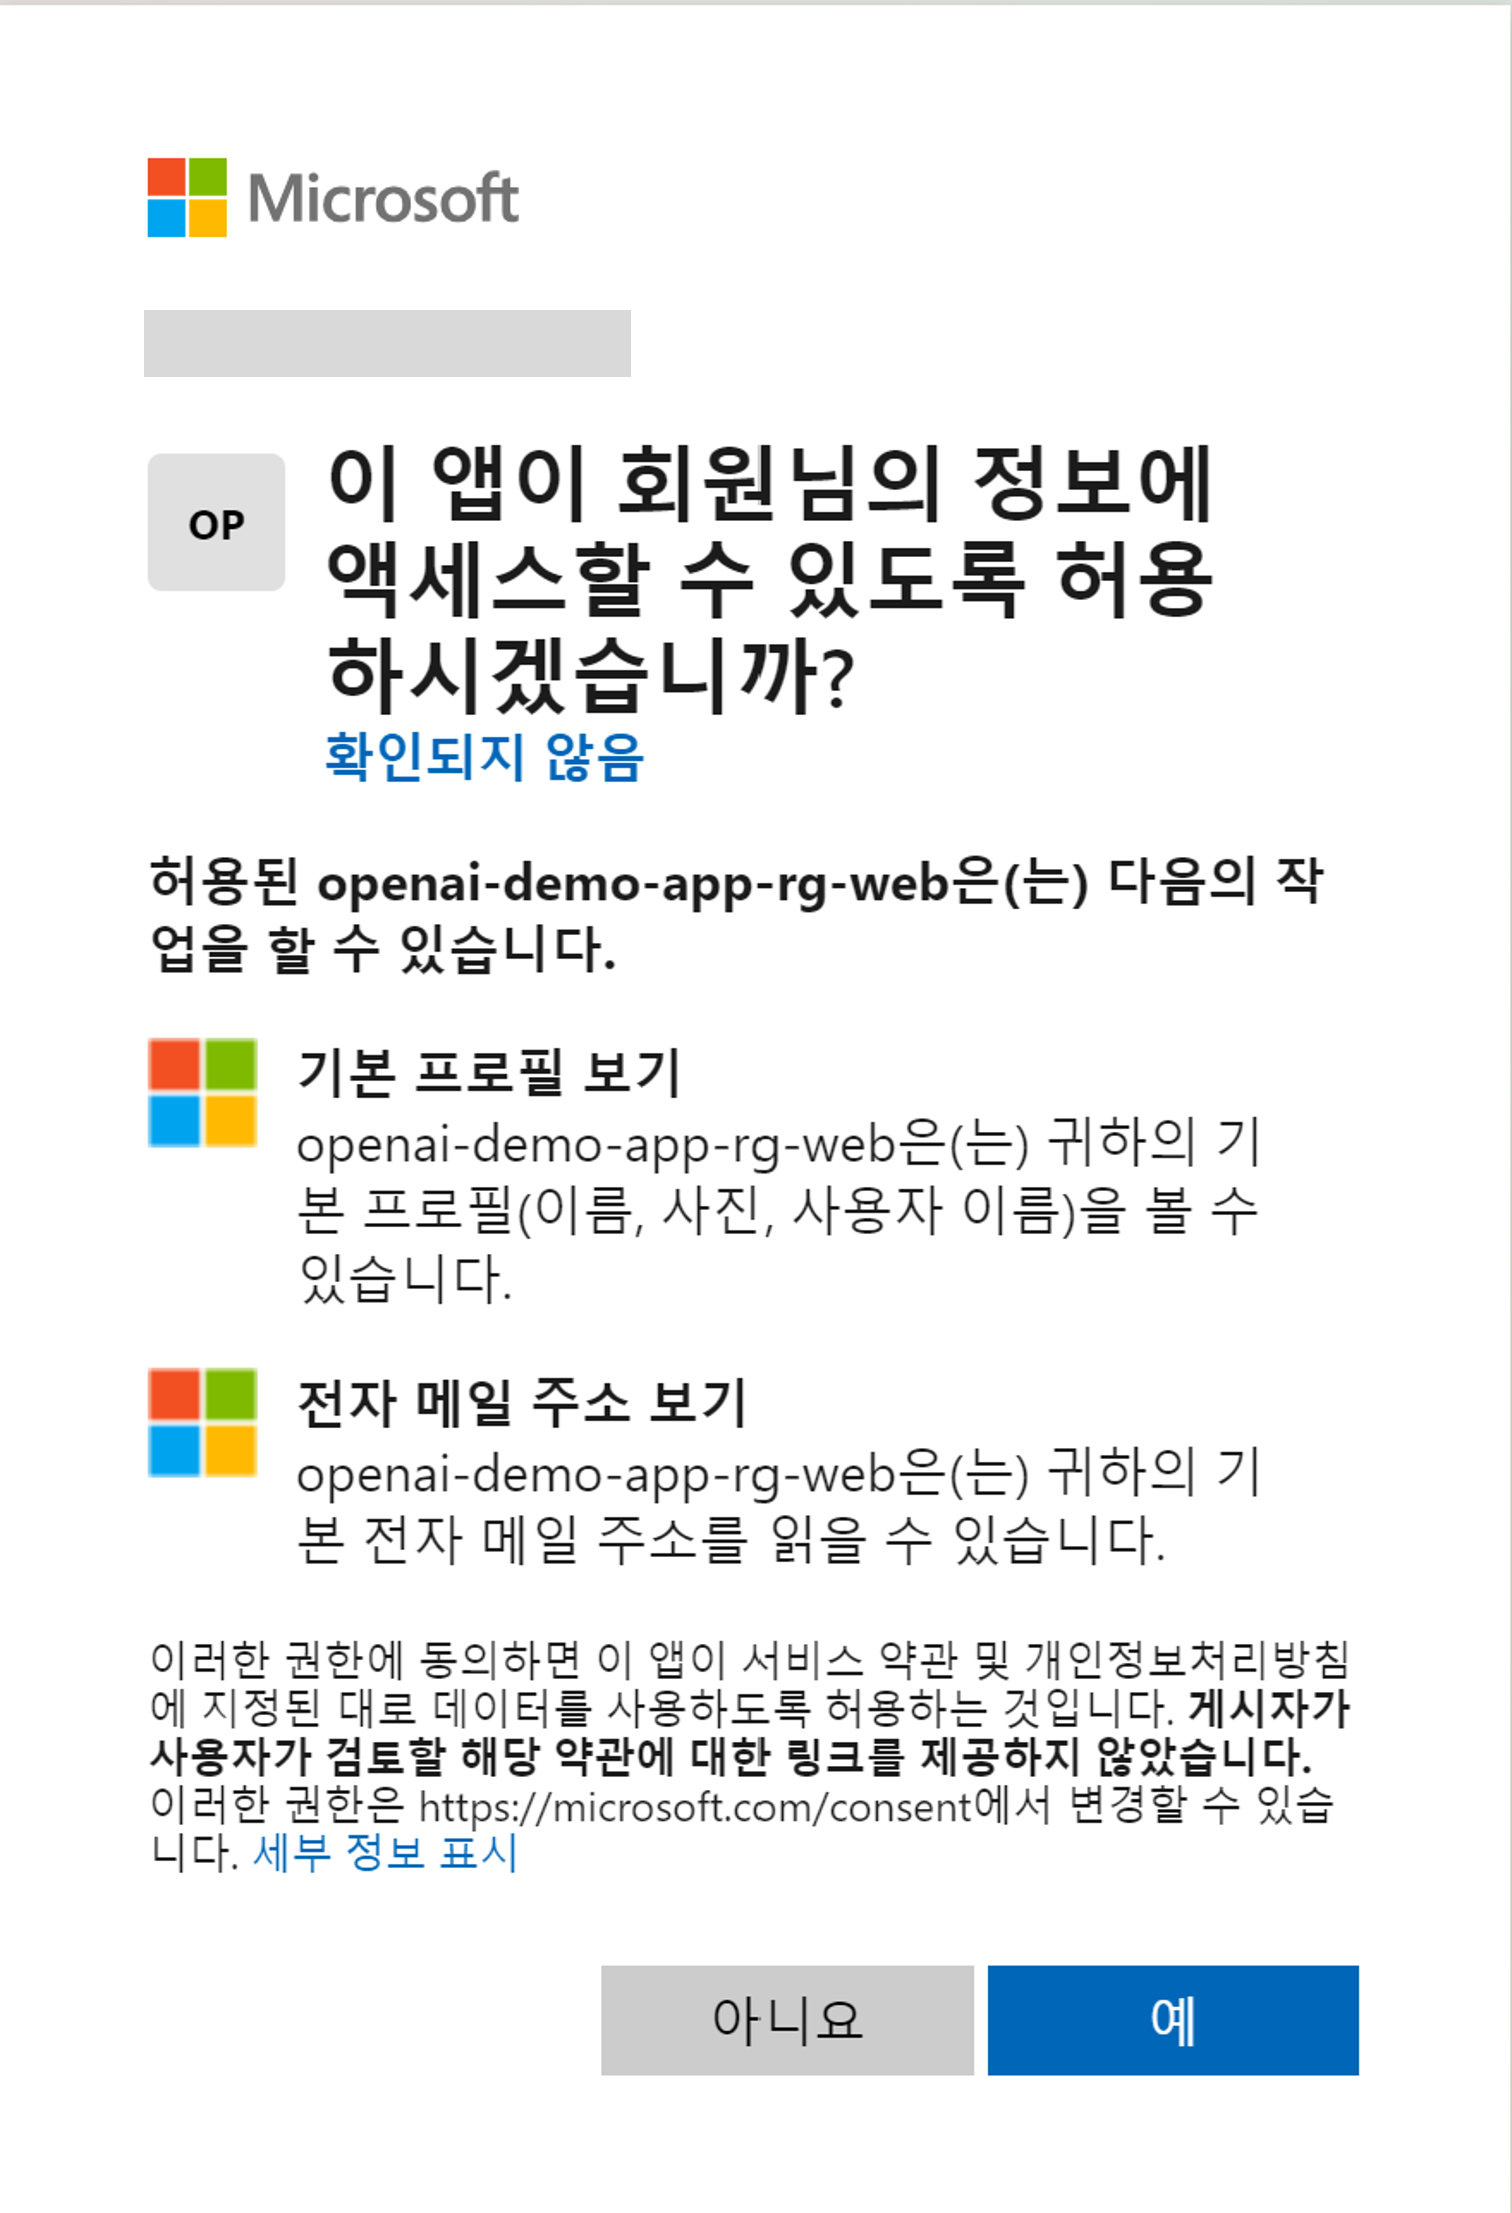 Microsoft
OP
이 앱이 회원님의 정보에
액세스할 수 있도록 허용
하시겠습니까?
확인되지 않음
허용된 openai-demo-app-rg-web은(는) 다음의 작
업을 할 수 있습니다.
기본 프로필 보기
openai-demo-app-rg-web은(는) 귀하의 기
본 프로필(이름, 사진, 사용자 이름)을 볼 수
있습니다.
전자 메일 주소 보기
openai-demo-app-rg-web은(는) 귀하의 기
본 전자 메일 주소를 읽을 수 있습니다.
이러한 권한에 동의하면 이 앱이 서비스 약관 및 개인정보처리방침
에 지정된 대로 데이터를 사용하도록 허용하는 것입니다. 게시자가
사용자가 검토할 해당 약관에 대한 링크를 제공하지 않았습니다.
이러한 권한은 https://microsoft.com/consent에서 변경할 수 있습
니다. 세부 정보 표시
아니요
예